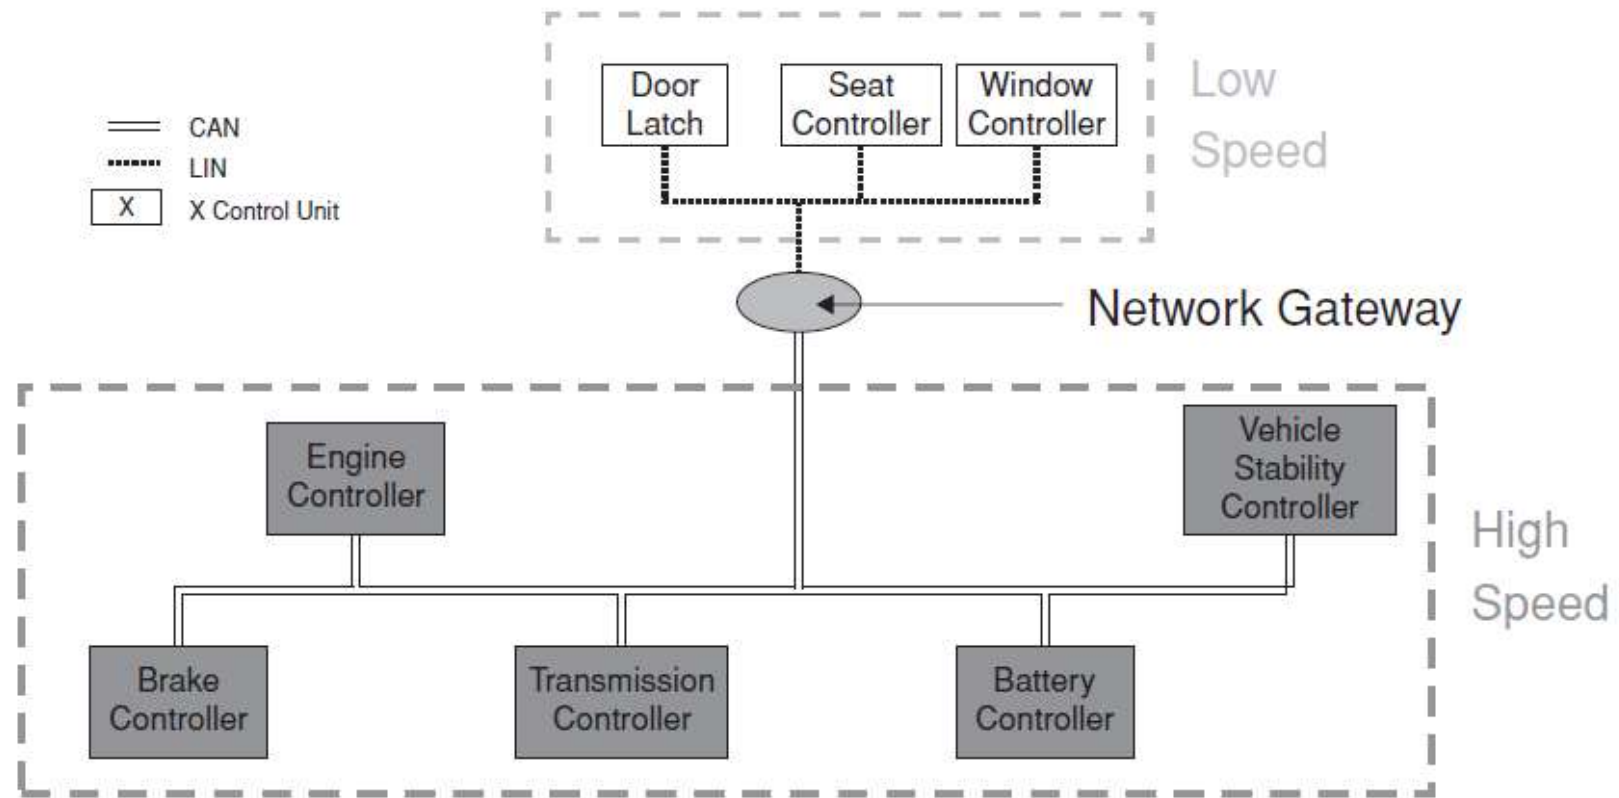 Door
Latch
Seat
Controller
Window
Controller
Low
Speed
CAN
LIN
X
X Control Unit
Network Gateway
Engine
Controller
Vehicle
Stability
Controller
High
Speed
Brake
Controller
Transmission
Controller
Battery
Controller